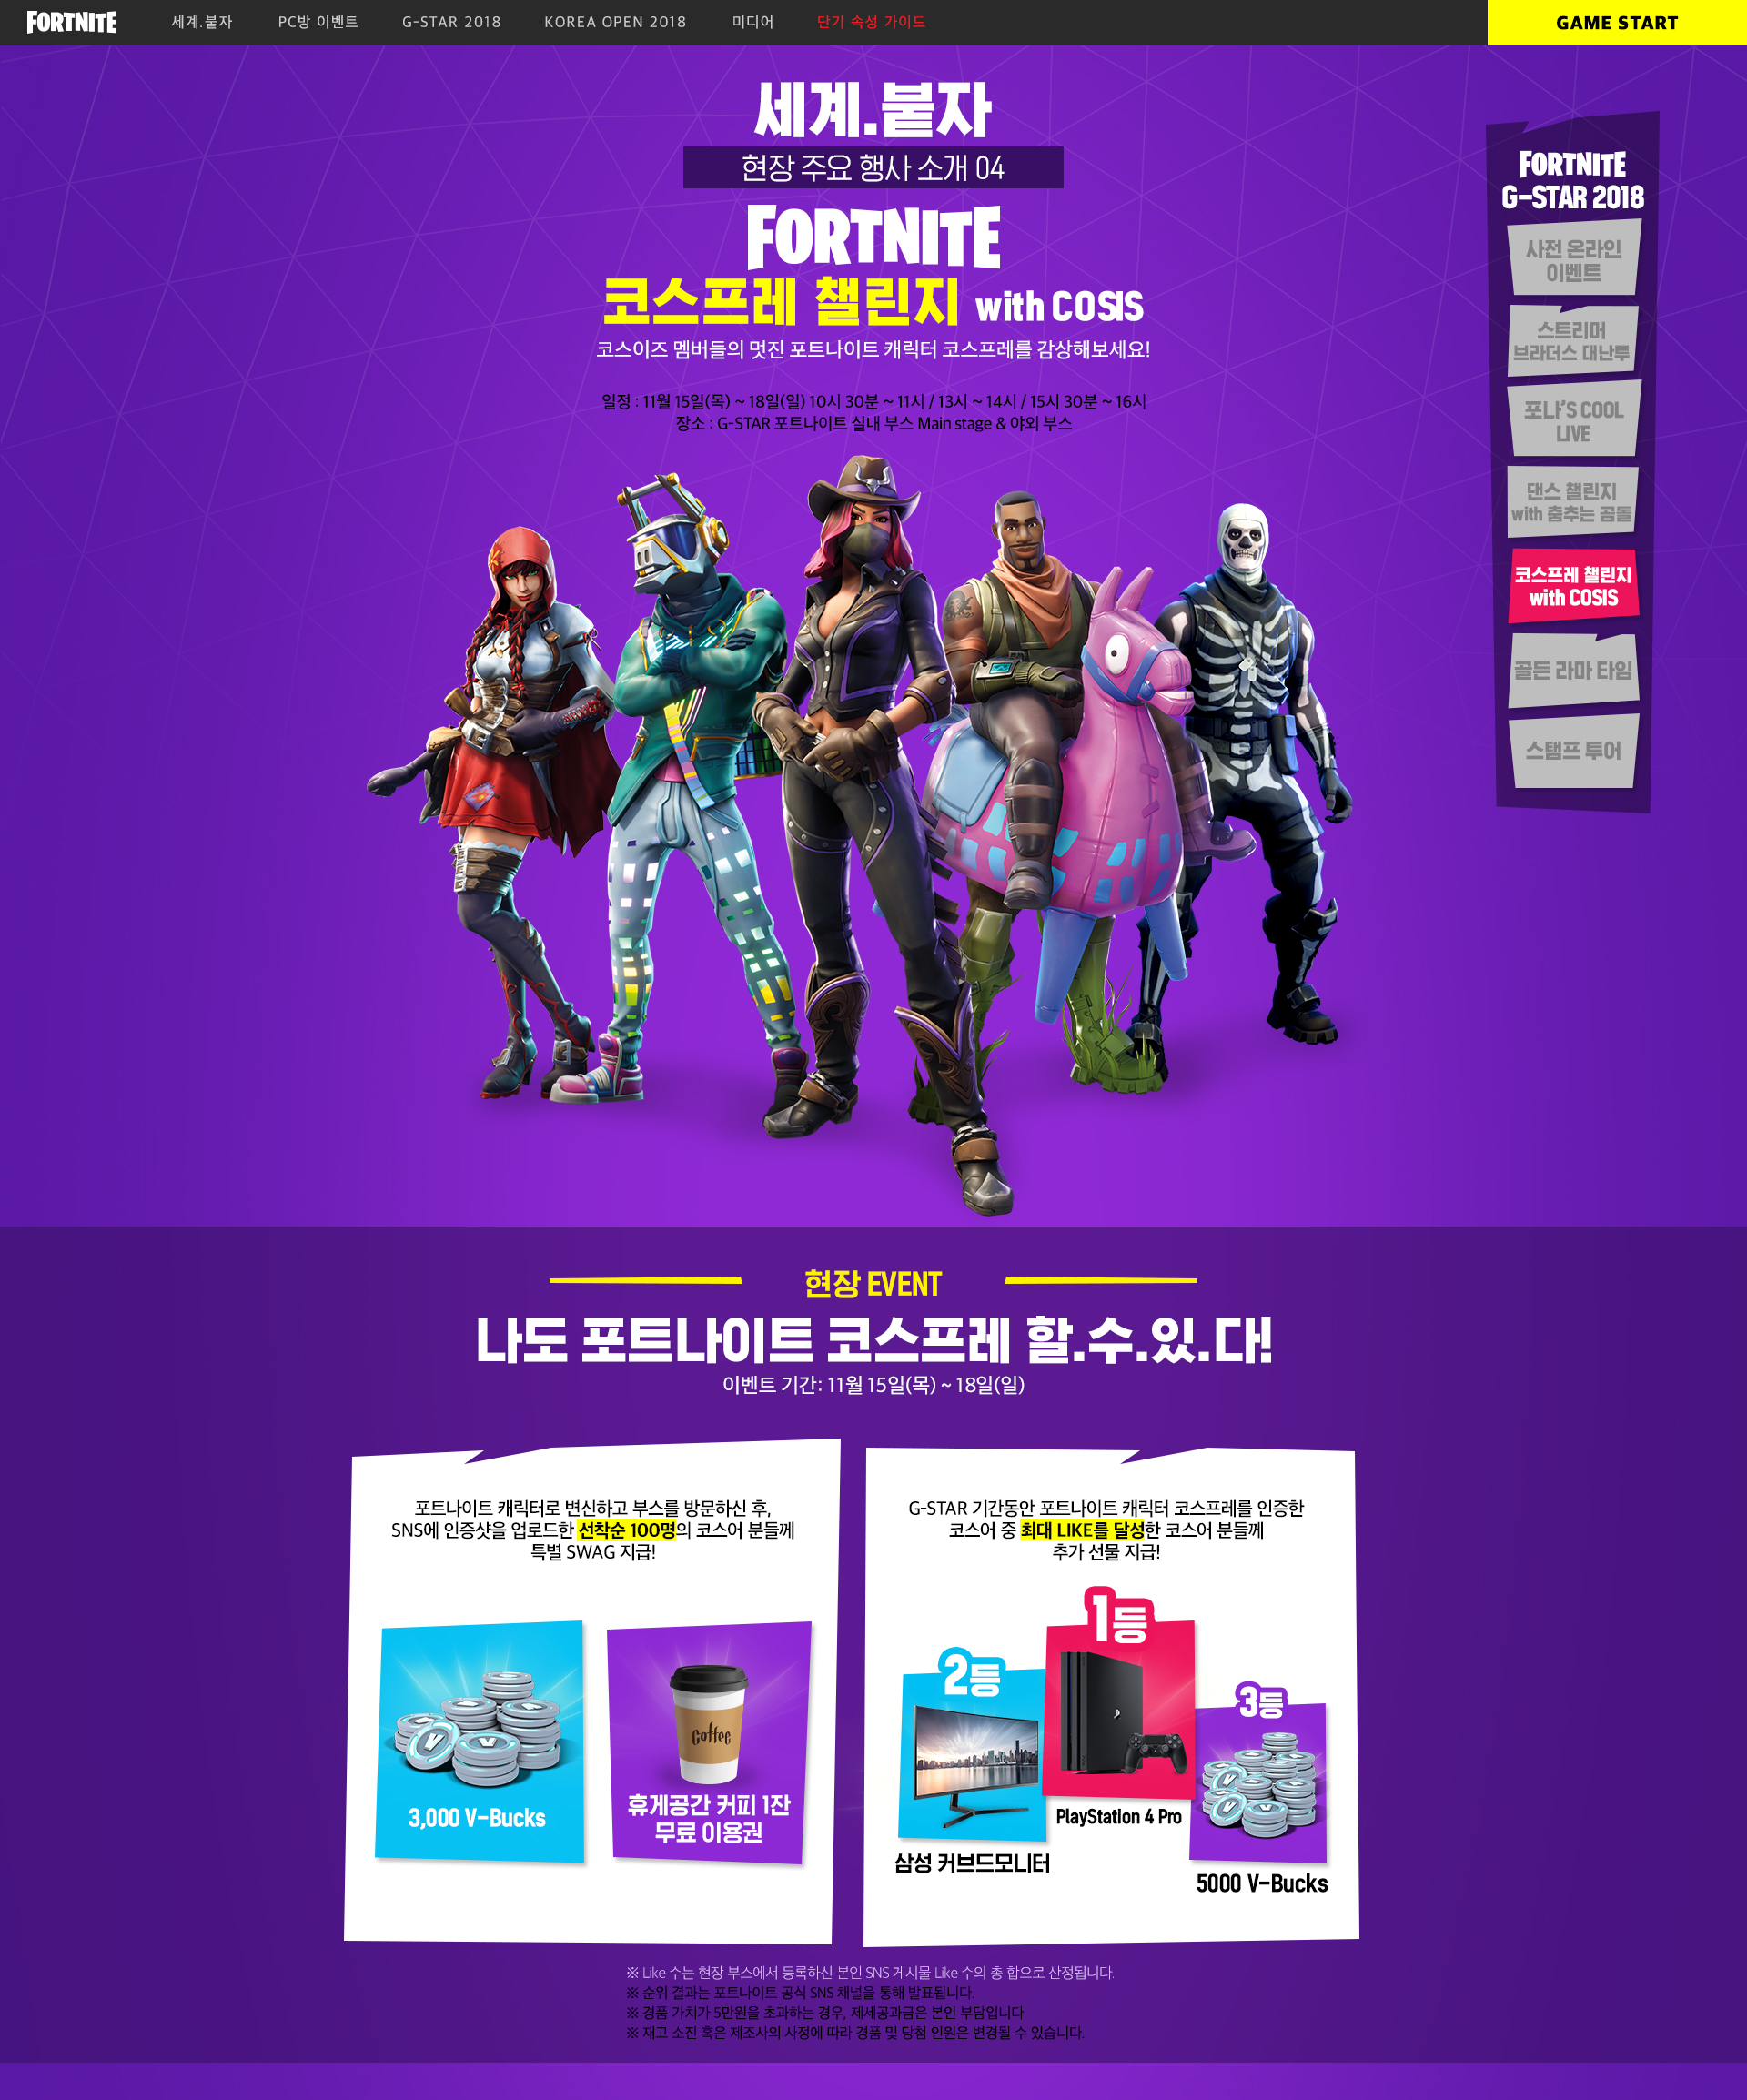 FORTNITE 세계.붙자 PC방 이벤트 G-STAR 2018 KOREA OPEN 2018 미디어 단기 속성 가이드 GAME START
세계.붙자
현장 주요 행사 소개 04
FORTNITE
코스프레 챌린지 with COSIS
코스이즈 멤버들의 멋진 포트나이트 캐릭터 코스프레를 감상해보세요!
일정 : 11월 15일(목) ~ 18일(일) 10시 30분 ~ 11시 / 13시 ~ 14시 / 15시 30분 ~ 16시
장소 : G-STAR 포트나이트 실내 부스 Main stage & 야외 부스
FORTNITE
G-STAR 2018
사전 온라인
이벤트
스트리머
브라더스 대난투
포나'S COOL
LIVE
댄스 챌린지
with 춤추는 곰돌
코스프레 챌린지
with COSIS
골든 라마 타임
스탬프 투어
현장 EVENT
나도 포트나이트 코스프레 할.수.있.다!
이벤트 기간: 11월 15일(목) ~ 18일(일)
포트나이트 캐릭터로 변신하고 부스를 방문하신 후,
SNS에 인증샷을 업로드한 선착순 100명의 코스어 분들께
특별 SWAG 지급!
3,000 V-Bucks
Coffee
휴게공간 커피 1잔
무료 이용권
G-STAR 기간동안 포트나이트 캐릭터 코스프레를 인증한
코스어 중 최대 LIKE를 달성한 코스어 분들께
추가 선물 지급!
1등
2등
3등
PlayStation 4 Pro
삼성 커브드모니터
5000 V-Bucks
※ Like 수는 현장 부스에서 등록하신 본인 SNS 게시물 Like 수의 총 합으로 산정됩니다.
※ 순위 결과는 포트나이트 공식 SNS 채널을 통해 발표됩니다.
※ 경품 가치가 5만원을 초과하는 경우, 제세공과금은 본인 부담입니다
※ 재고 소진 혹은 제조사의 사정에 따라 경품 및 당첨 인원은 변경될 수 있습니다.